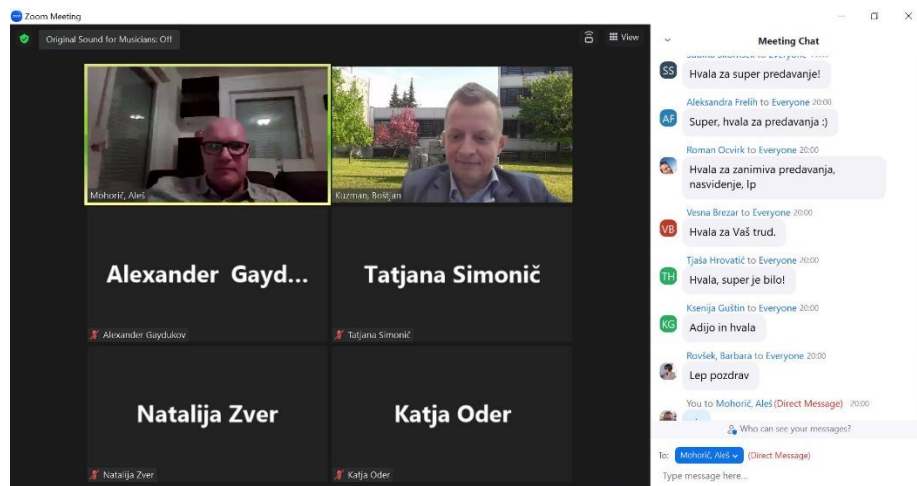 Zoom Meeting
Original Sound for Musicians: Off
View
Mohorič, Aleš
Kuzman, Boštjan
Alexander Gayd...
Alexander Gaydukov
Tatjana Simonič
Tatjana Simonič
Natalija Zver
Natalija Zver
Katja Oder
Katja Oder
Meeting Chat
SS
Hvala za super predavanje!
Aleksandra Frelih to Everyone 20:00
AF
Super, hvala za predavanja :)
Roman Ocvirk to Everyone 20:00
Hvala za zanimiva predavanja,
nasvidenje, lp
Vesna Brezar to Everyone 20:00
VB
Hvala za Vaš trud.
Tjaša Hrovatič to Everyone 20:00
TH
Hvala, super je bilo!
Ksenija Guštin to Everyone 20:00
KG
Adijo in hvala
Rovšek, Barbara to Everyone 20:00
Lep pozdrav
You to Mohorič, Aleš (Direct Message) 20:00
Who can see your messages?
To: Mohorič, Aleš (Direct Message)
Type message here...